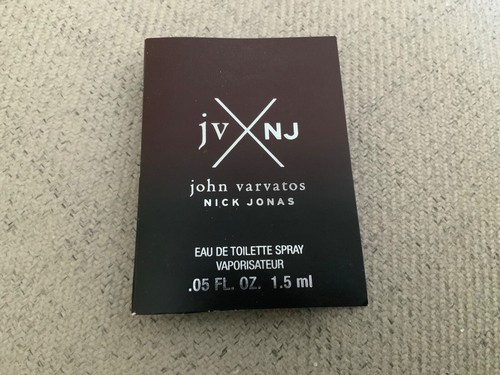 jv X NJ
john varvatos
NICK JONAS
EAU DE TOILETTE SPRAY
VAPORISATEUR
.05 FL. OZ. 1.5 ml